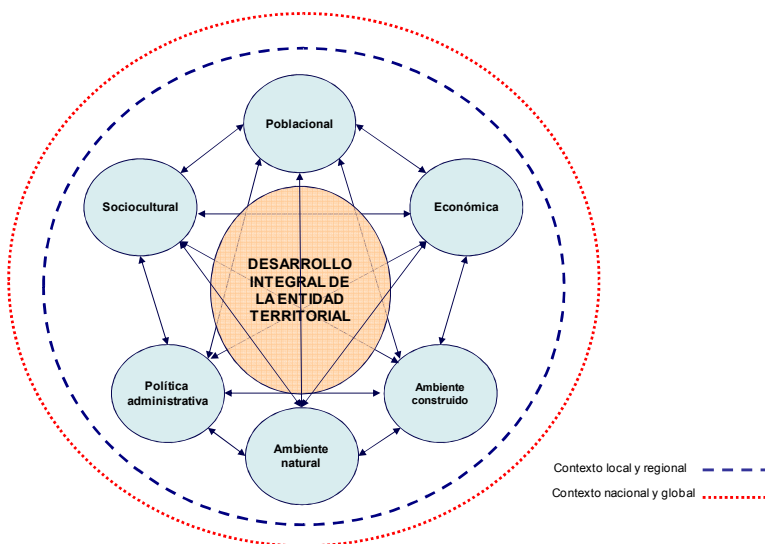 Poblacional
Sociocultural
Económica
DESARROLLO
INTEGRAL DE
LA ENTIDAD
TERRITORIAL
Política
administrativa
Ambiente
construido
Ambiente
natural
Contexto local y regional
Contexto nacional y global